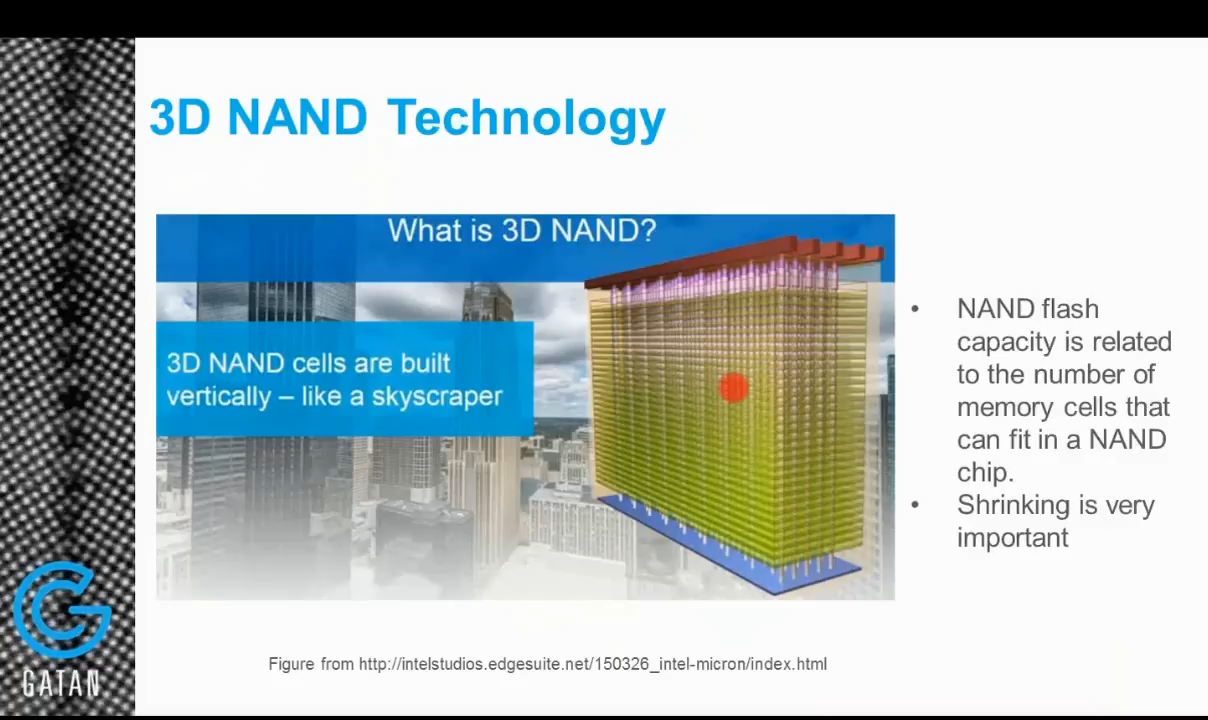 3D NAND Technology
What is 3D NAND?
3D NAND cells are built
vertically – like a skyscraper
• NAND flash
capacity is related
to the number of
memory cells that
can fit in a NAND
chip.
• Shrinking is very
important
Figure from http://intelstudios.edgesuite.net/150326_intel-micron/index.html
GATAN